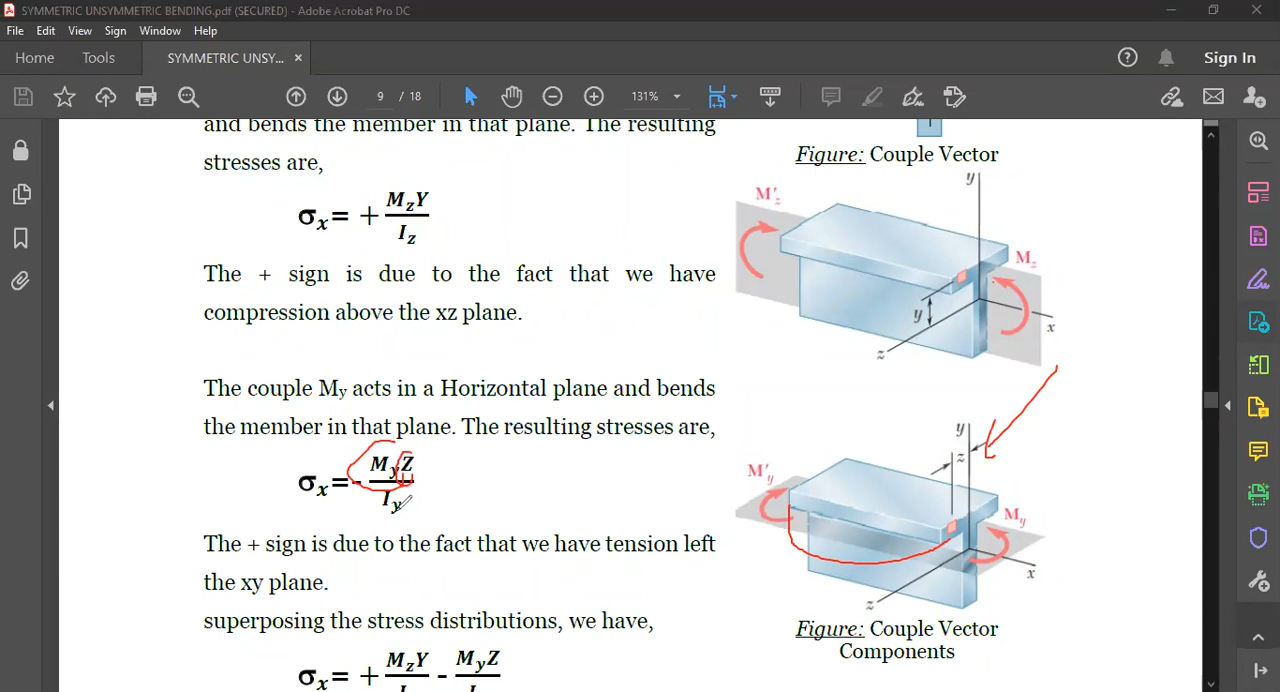 SYMMETRIC UNSYMMETRIC BENDING.pdf (SECURED) - Adobe Acrobat Pro DC
File Edit View Sign Window Help
Home Tools SYMMETRIC UNSY... × Sign In
9 / 18 131%
and bends the member in that plane. The resulting
stresses are,
σx= + MzY
Iz
The + sign is due to the fact that we have
compression above the xz plane.
The couple My acts in a Horizontal plane and bends
the member in that plane. The resulting stresses are,
σx=- MyZ
Iy
The + sign is due to the fact that we have tension left
the xy plane.
superposing the stress distributions, we have,
σx= + MzY - MyZ
Figure: Couple Vector
y
M′z
Mz
y
x
z
y
z
M′y
My
x
z
Figure: Couple Vector
Components